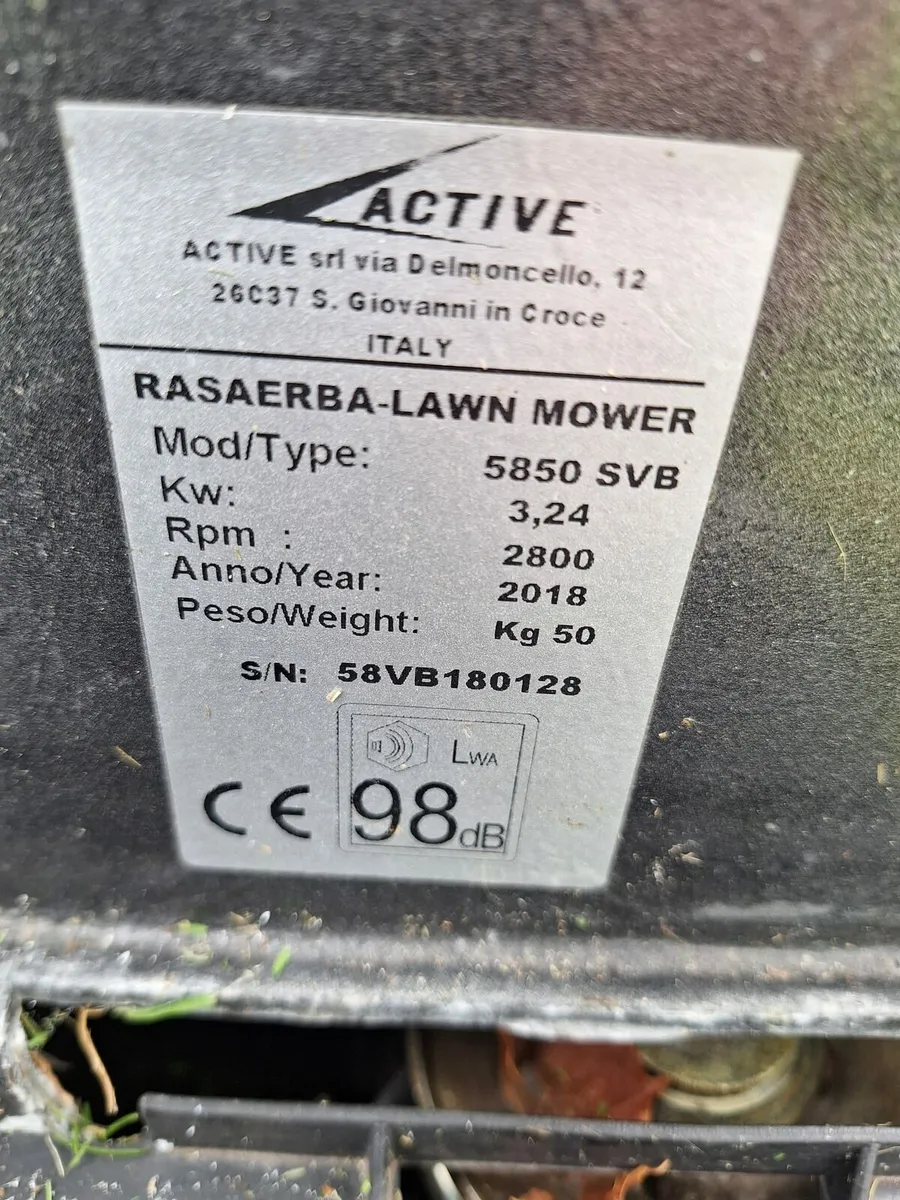 ACTIVE
ACTIVE srl via Delmoncello, 12
26C37 S. Giovanni in Croce
ITALY
RASAERBA-LAWN MOWER
Mod/Type: 5850 SVB
Kw: 3,24
Rpm : 2800
Anno/Year: 2018
Peso/Weight: Kg 50
S/N: 58VB180128
LWA
CE 98dB